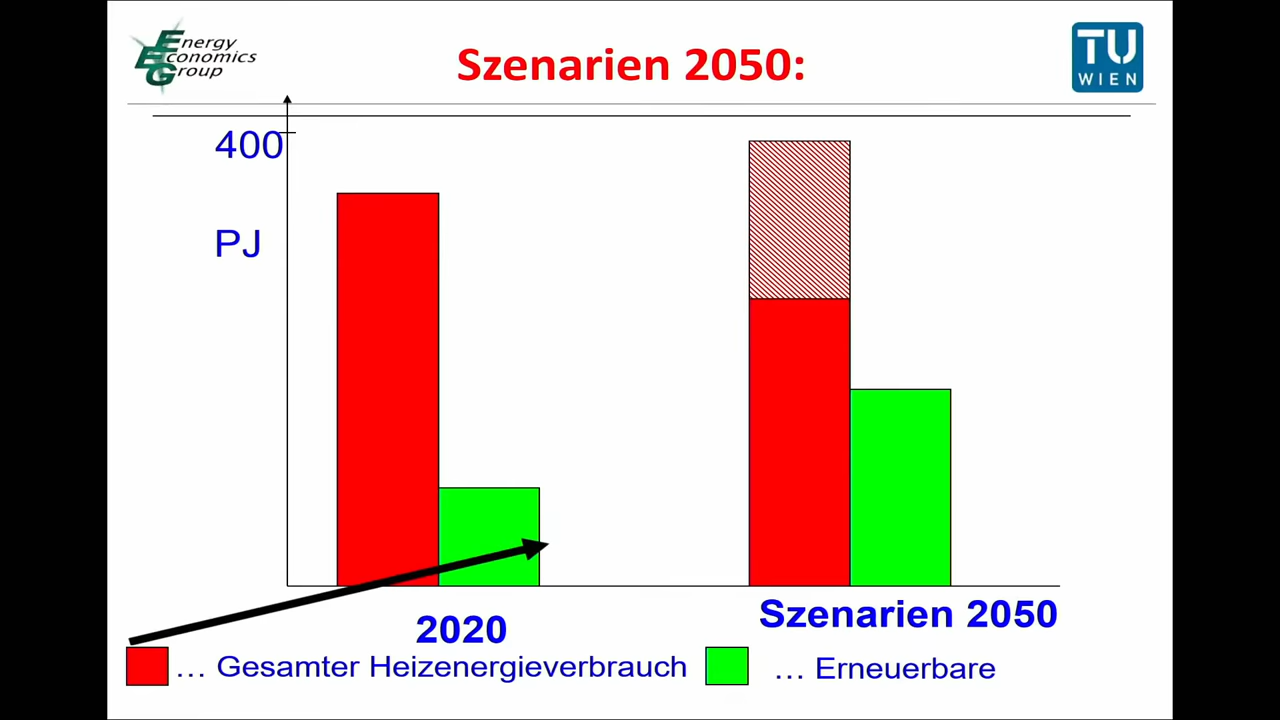 Energy
Economics
Group
Szenarien 2050:
TU
WIEN
400
PJ
2020
Szenarien 2050
... Gesamter Heizenergieverbrauch
... Erneuerbare